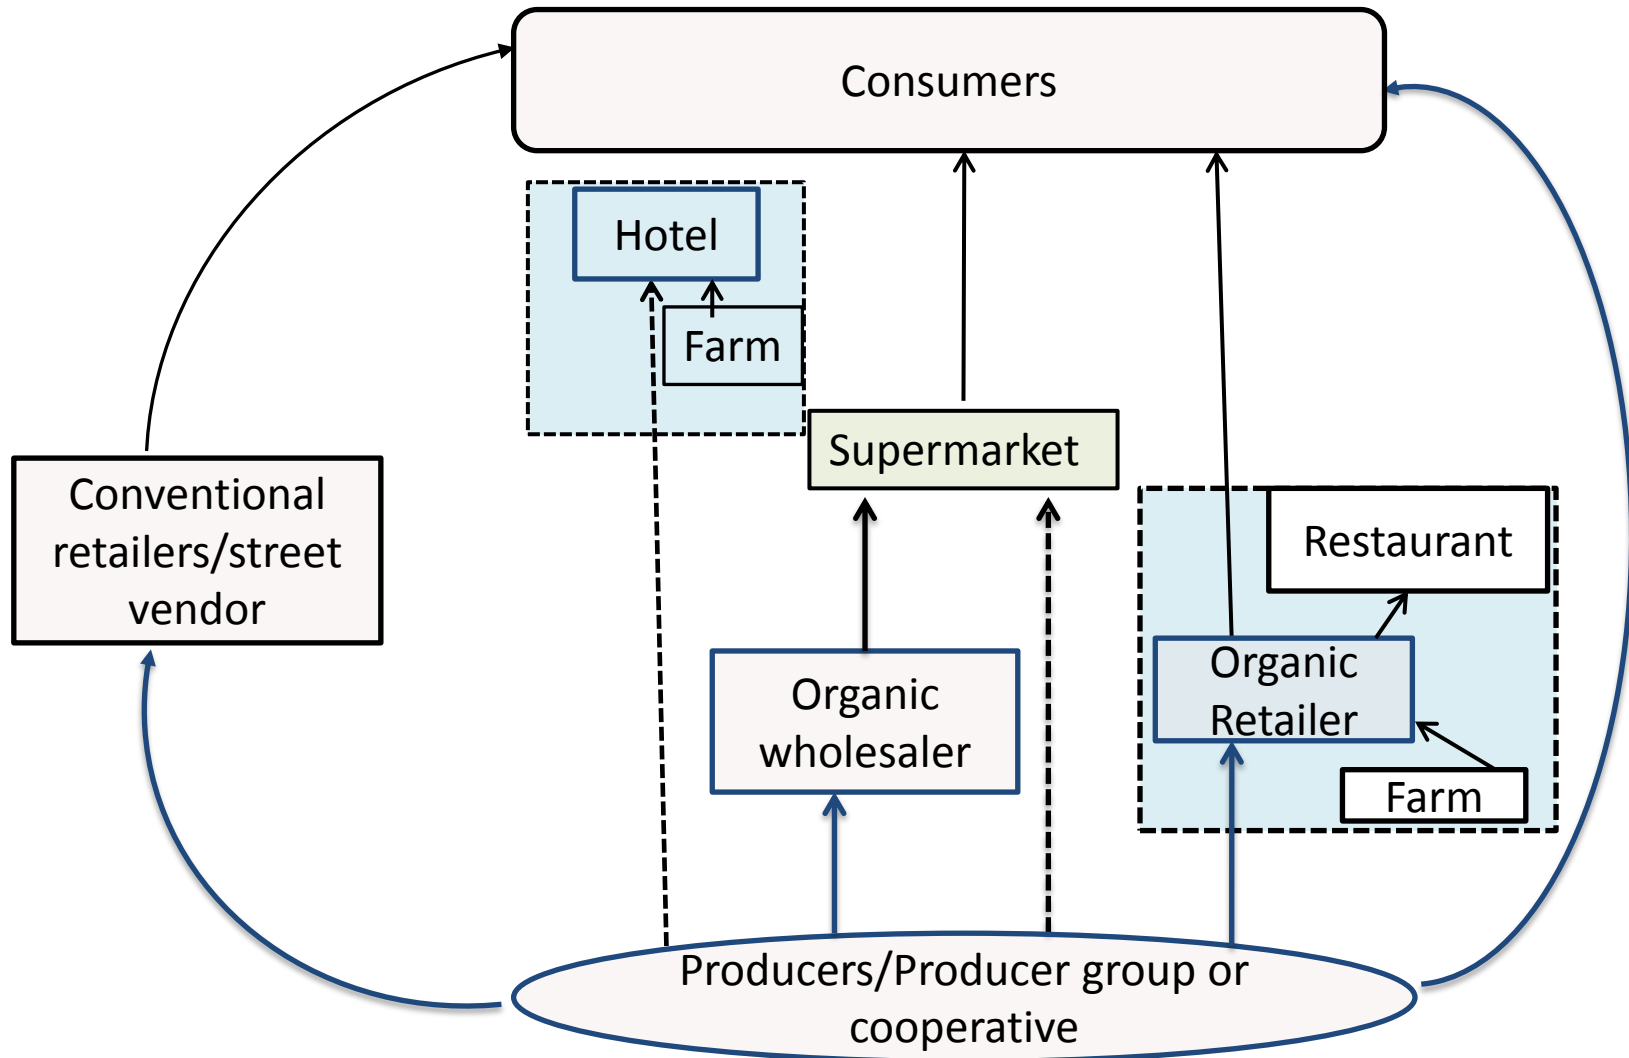 Consumers
Hotel
Farm
Supermarket
Conventional
retailers/street
vendor
Restaurant
Organic
Retailer
Organic
wholesaler
Farm
Producers/Producer group or
cooperative